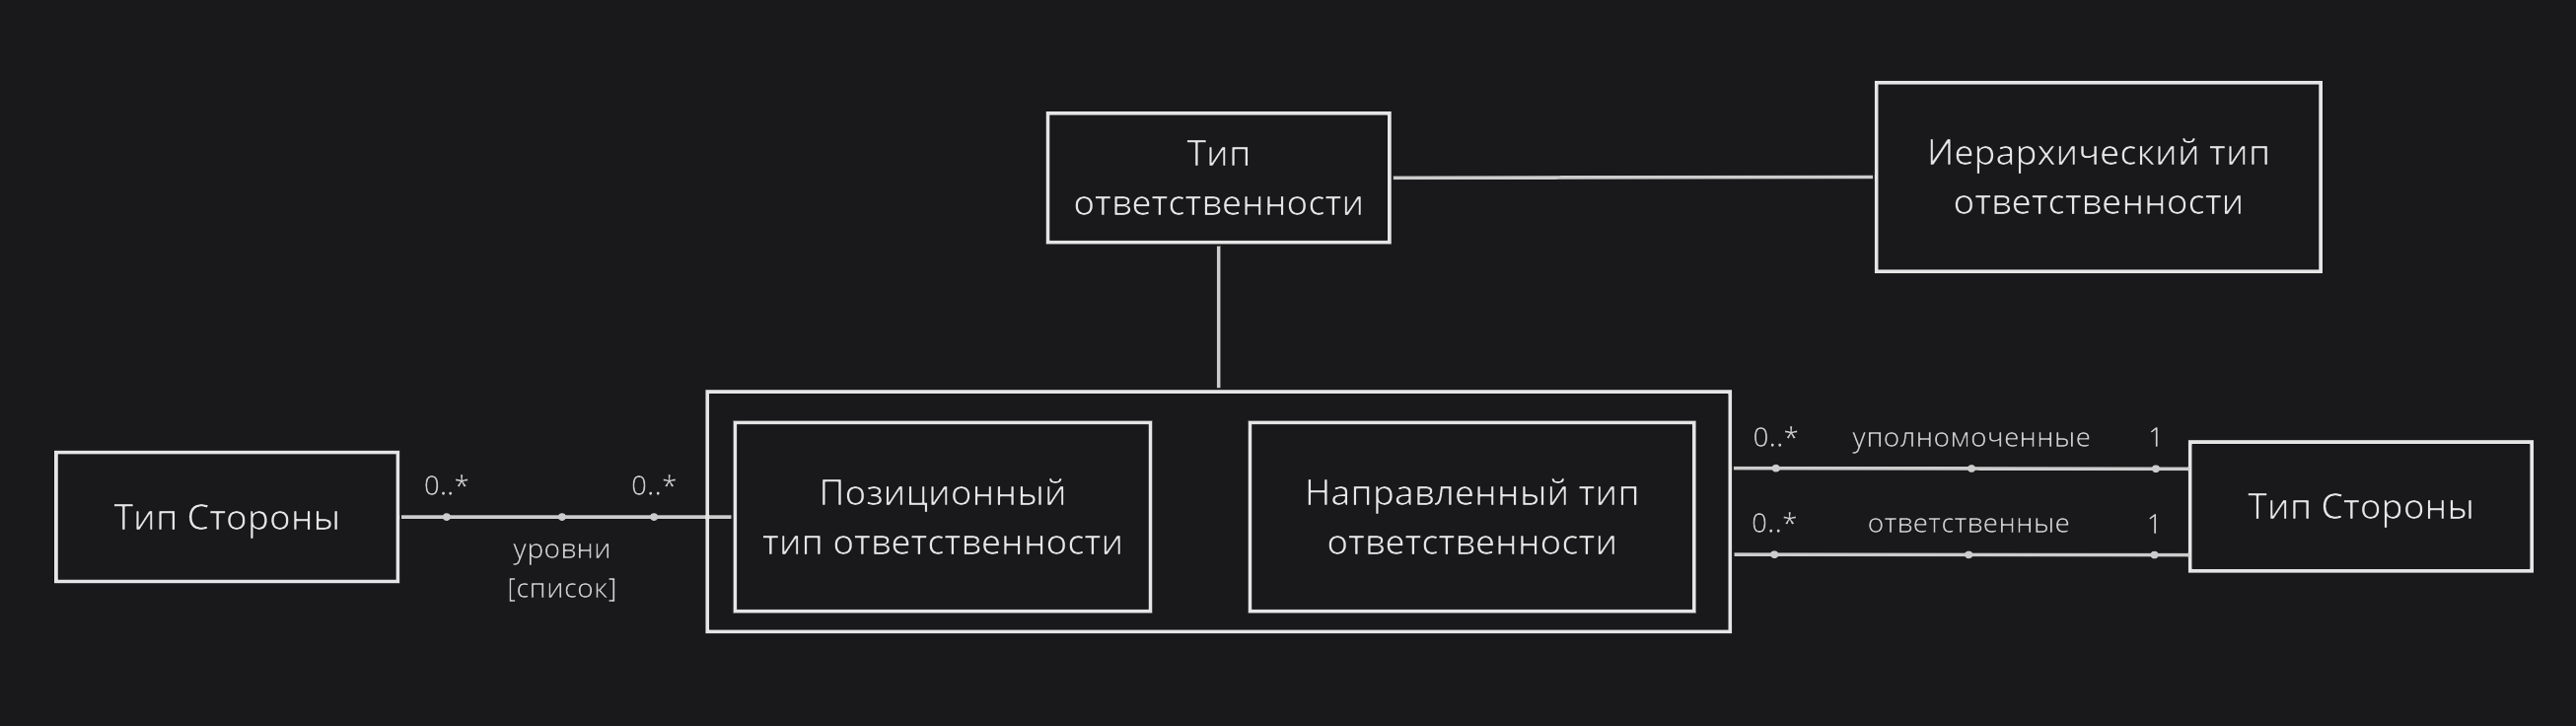 Тип
ответственности
Иерархический тип
ответственности
Тип Стороны
0..*
0..*
уровни
[список]
Позиционный
тип ответственности
Направленный тип
ответственности
0..*
уполномоченные
1
0..*
ответственные
1
Тип Стороны